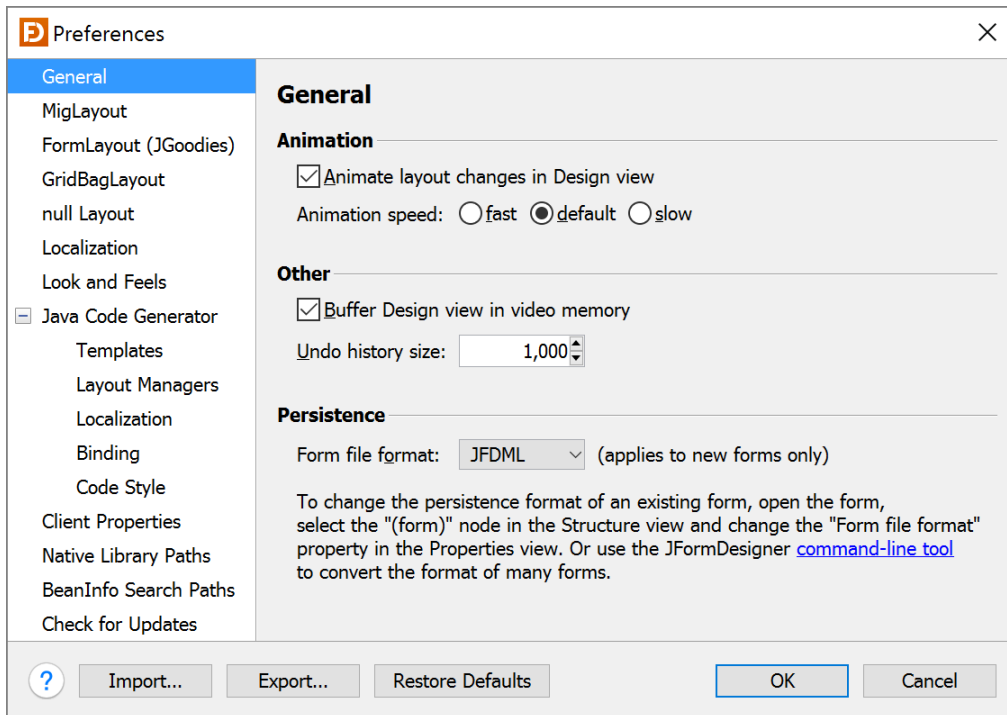 Preferences
General
MigLayout
FormLayout (JGoodies)
GridBagLayout
null Layout
Localization
Look and Feels
Java Code Generator
Templates
Layout Managers
Localization
Binding
Code Style
Client Properties
Native Library Paths
BeanInfo Search Paths
Check for Updates
General
Animation
Animate layout changes in Design view
Animation speed: fast default slow
Other
Buffer Design view in video memory
Undo history size: 1,000
Persistence
Form file format: JFDML (applies to new forms only)
To change the persistence format of an existing form, open the form,
select the "(form)" node in the Structure view and change the "Form file format"
property in the Properties view. Or use the JFormDesigner command-line tool
to convert the format of many forms.
? Import... Export... Restore Defaults OK Cancel